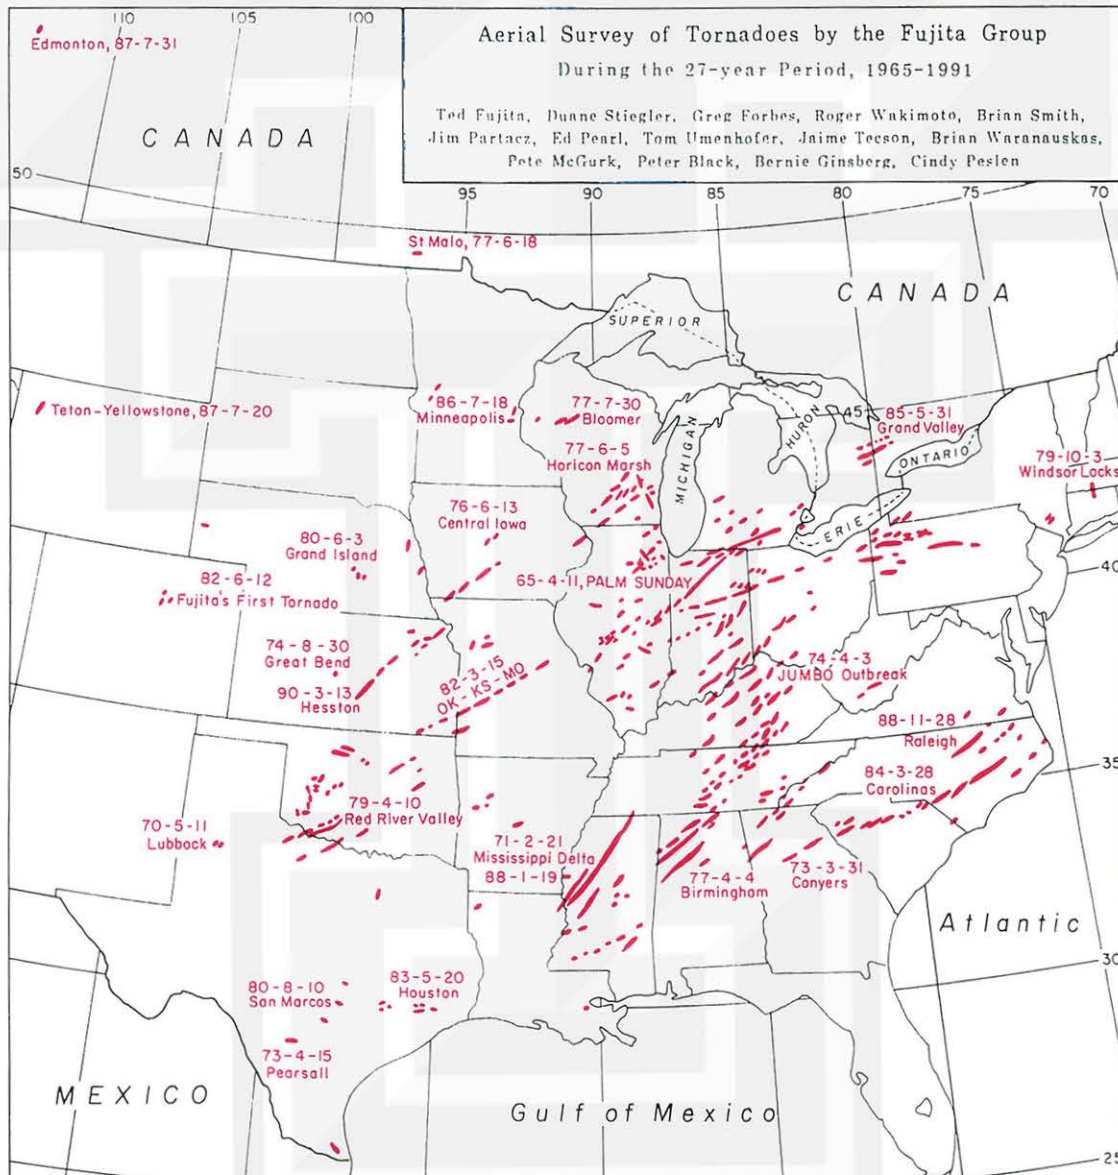 Aerial Survey of Tornadoes by the Fujita Group
During the 27-year Period, 1965-1991
Ted Fujita, Duane Stiegler, Greg Forbes, Roger Wakimoto, Brian Smith,
Jim Partacz, Ed Pearl, Tom Umenhofer, Jaime Tecson, Brian Waranauskas,
Pete McGurk, Peter Black, Bernie Ginsberg, Cindy Peslen
110
105
100
Edmonton, 87-7-31
CANADA
50
95
90
85
80
75
70
St Malo, 77-6-18
CANADA
SUPERIOR
Teton-Yellowstone, 87-7-20
86-7-18
Minneapolis
77-7-30
Bloomer
MICHIGAN
HURON
45
85-5-31
Grand Valley
ONTARIO
ERIE
79-10-3
Windsor Locks
77-6-5
Horicon Marsh
76-6-13
Central Iowa
80-6-3
Grand Island
40
82-6-12
Fujita's First Tornado
65-4-11, PALM SUNDAY
74-8-30
Great Bend
90-3-13
Hesston
82-3-15
OK-KS-MO
74-4-3
JUMBO Outbreak
88-11-28
Raleigh
35
84-3-28
Carolinas
79-4-10
Red River Valley
70-5-11
Lubbock
71-2-21
Mississippi Delta
88-1-19
77-4-4
Birmingham
73-3-31
Conyers
Atlantic
30
80-8-10
San Marcos
83-5-20
Houston
73-4-15
Pearsall
MEXICO
Gulf of Mexico
25